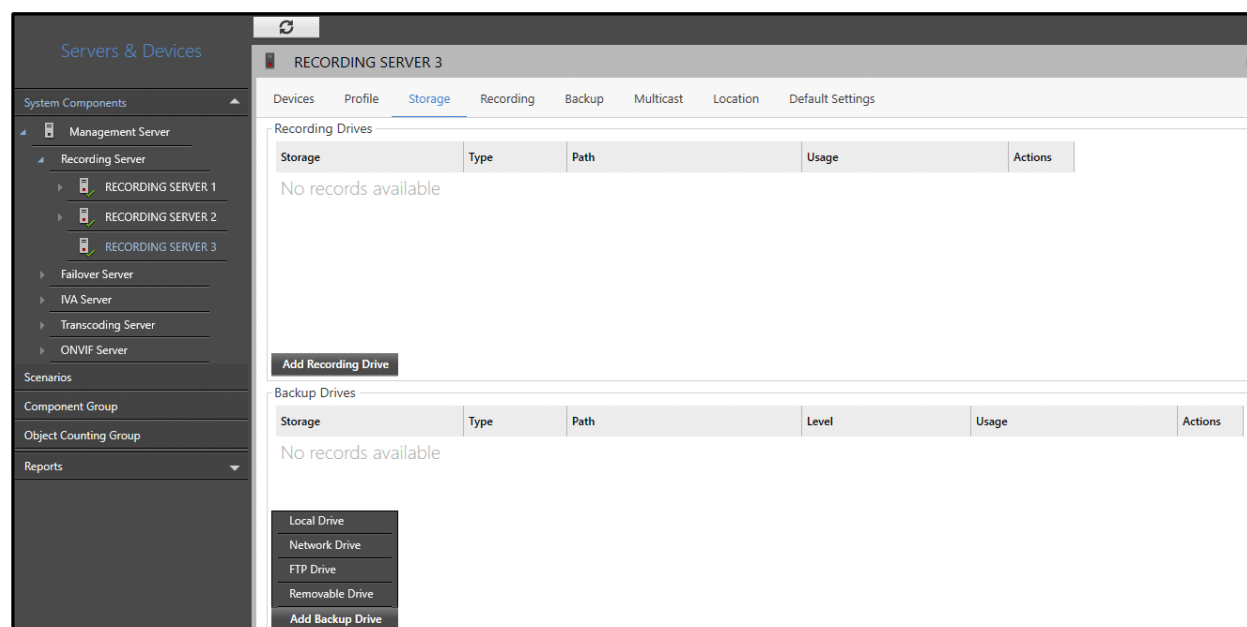 Servers & Devices
System Components
Management Server
Recording Server
RECORDING SERVER 1
RECORDING SERVER 2
RECORDING SERVER 3
Failover Server
IVA Server
Transcoding Server
ONVIF Server
Scenarios
Component Group
Object Counting Group
Reports
RECORDING SERVER 3
Devices Profile Storage Recording Backup Multicast Location Default Settings
Recording Drives
Storage Type Path Usage Actions
No records available
Add Recording Drive
Backup Drives
Storage Type Path Level Usage Actions
No records available
Local Drive
Network Drive
FTP Drive
Removable Drive
Add Backup Drive